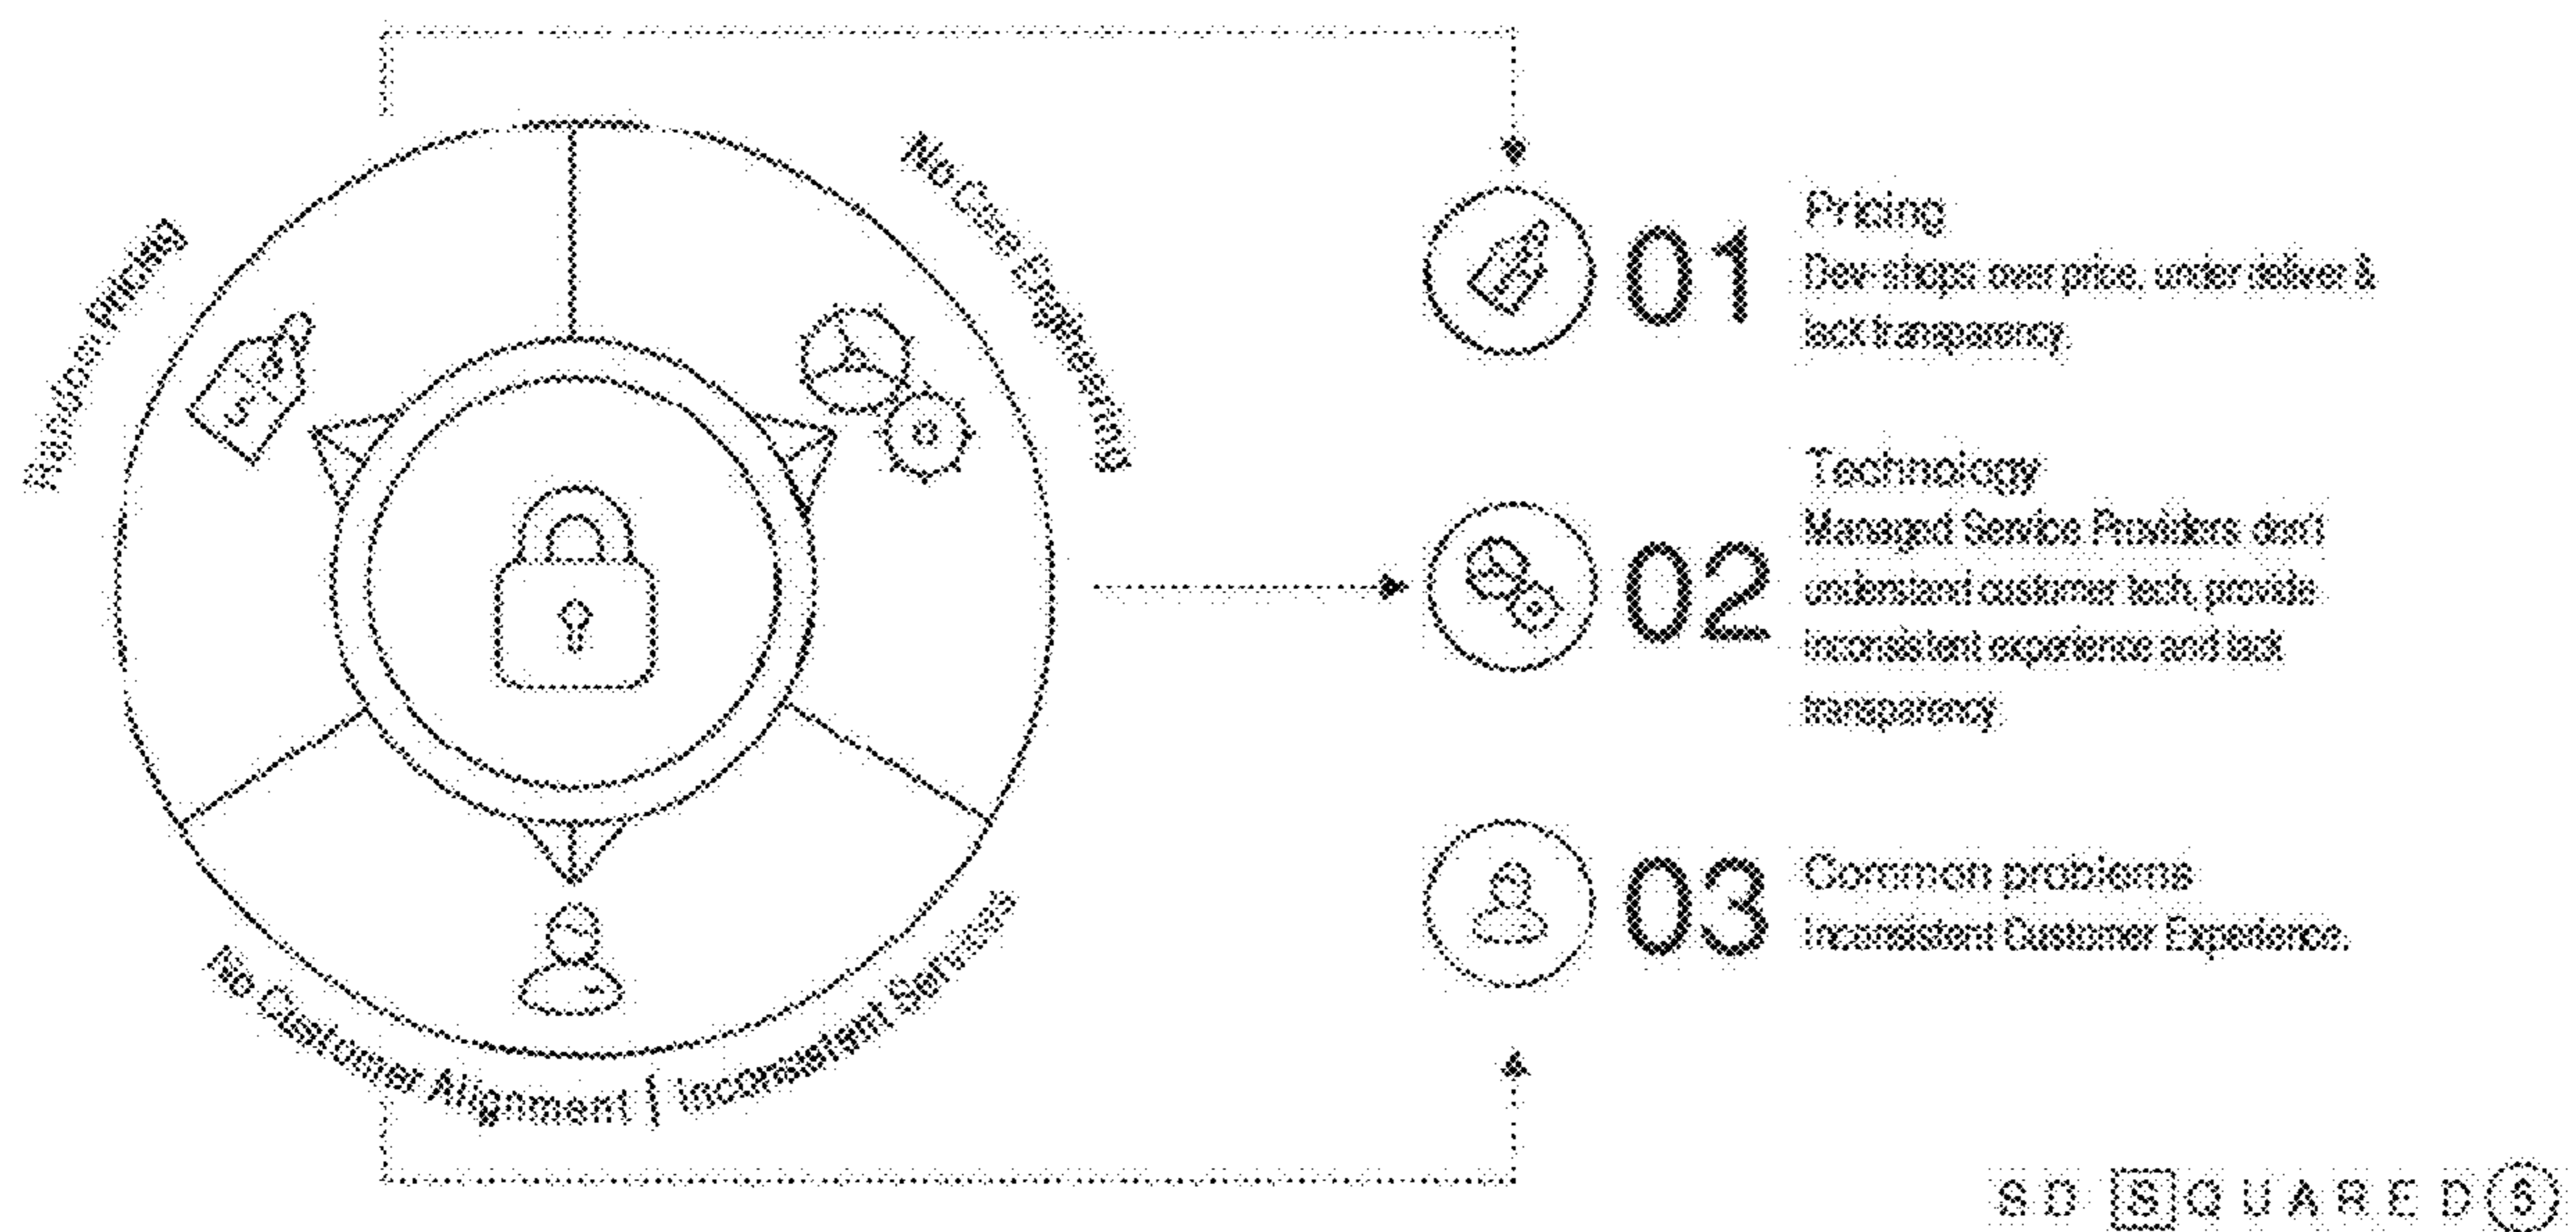 Premium pricing
No Core Engineering
No Customer Alignment | Inconsistent Services
01
Pricing
Dev-shops over price, under deliver &
lack transparency
02
Technology
Managed Service Providers don't
understand customer tech, provide
inconsistent experience and lack
transparency
03
Common problems
Inconsistent Customer Experience.
SD SQUARED